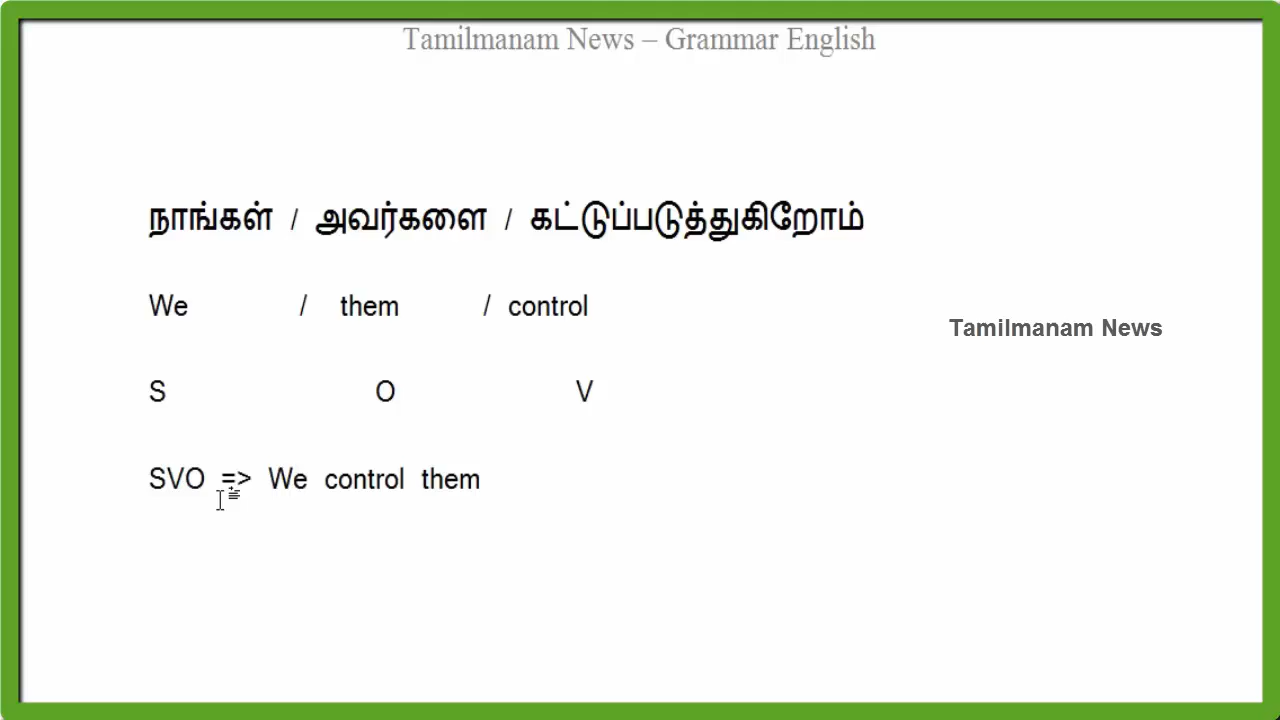 Tamilmanam News – Grammar English
நாங்கள் / அவர்களை / கட்டுப்படுத்துகிறோம்
We / them / control
Tamilmanam News
S O V
SVO => We control them